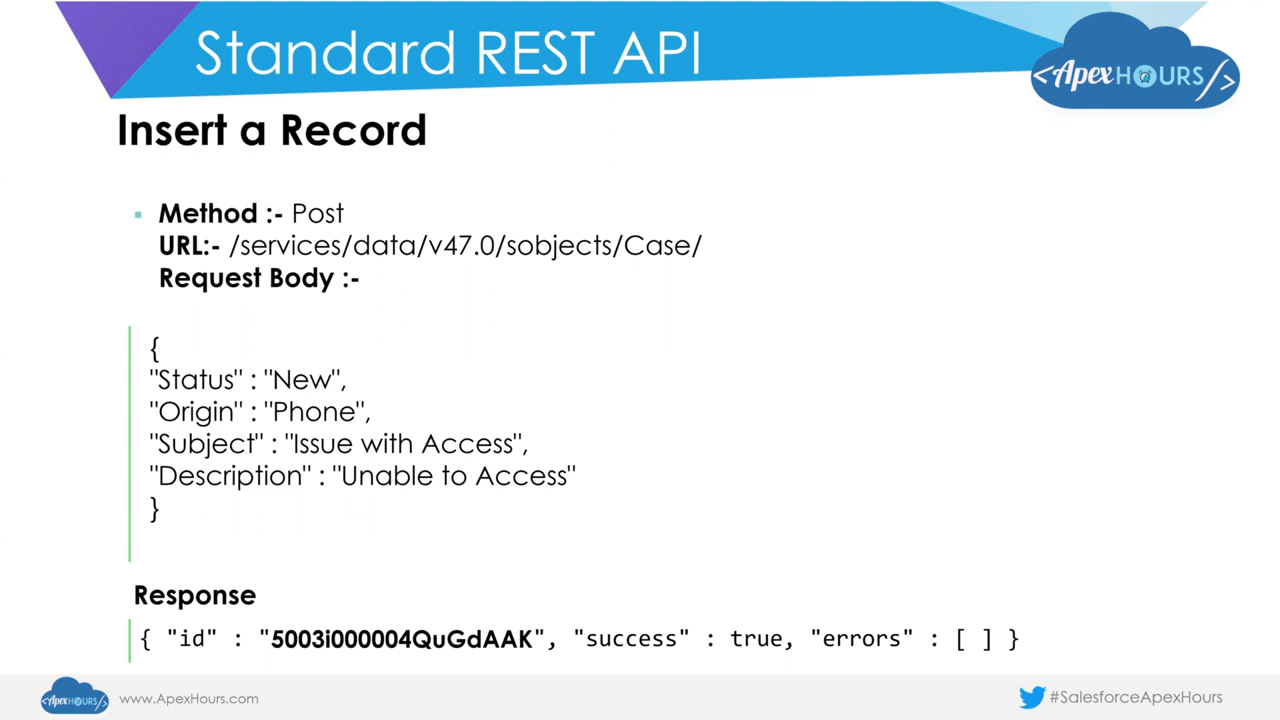 Standard REST API
<ApexHOURS/>
Insert a Record
▪ Method :- Post
URL:- /services/data/v47.0/sobjects/Case/
Request Body :-
{
"Status" : "New",
"Origin" : "Phone",
"Subject" : "Issue with Access",
"Description" : "Unable to Access"
}
Response
{ "id" : "5003i000004QuGdAAK", "success" : true, "errors" : [ ] }
<ApexHOURS/>
www.ApexHours.com
#SalesforceApexHours